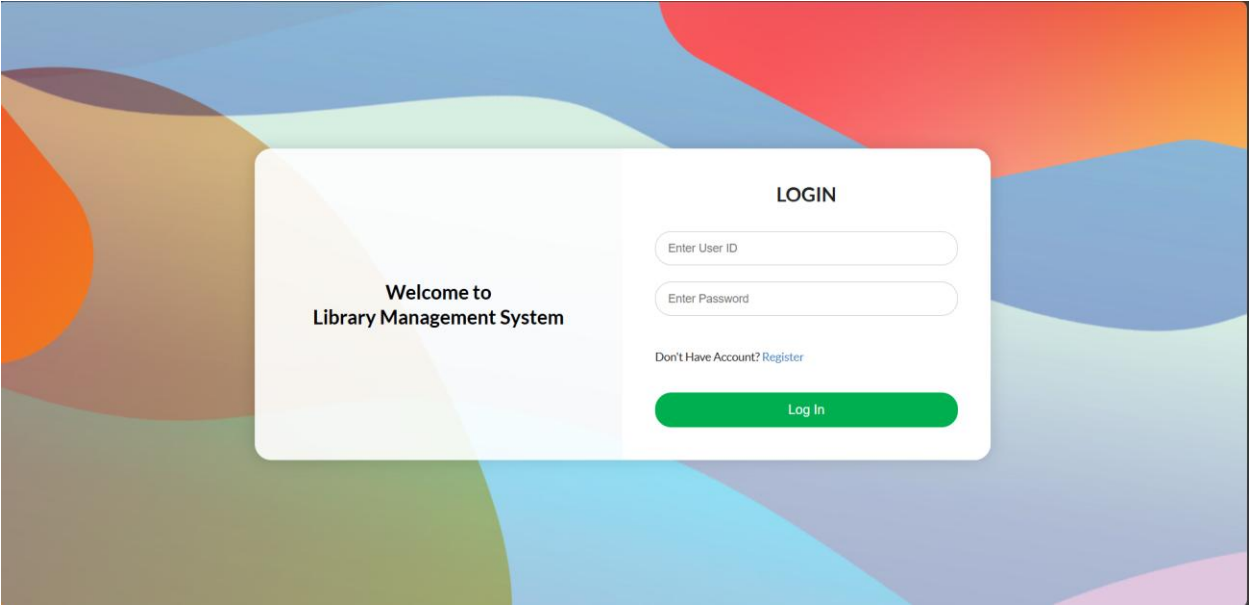 Welcome to
Library Management System
LOGIN
Enter User ID
Enter Password
Don't Have Account? Register
Log In